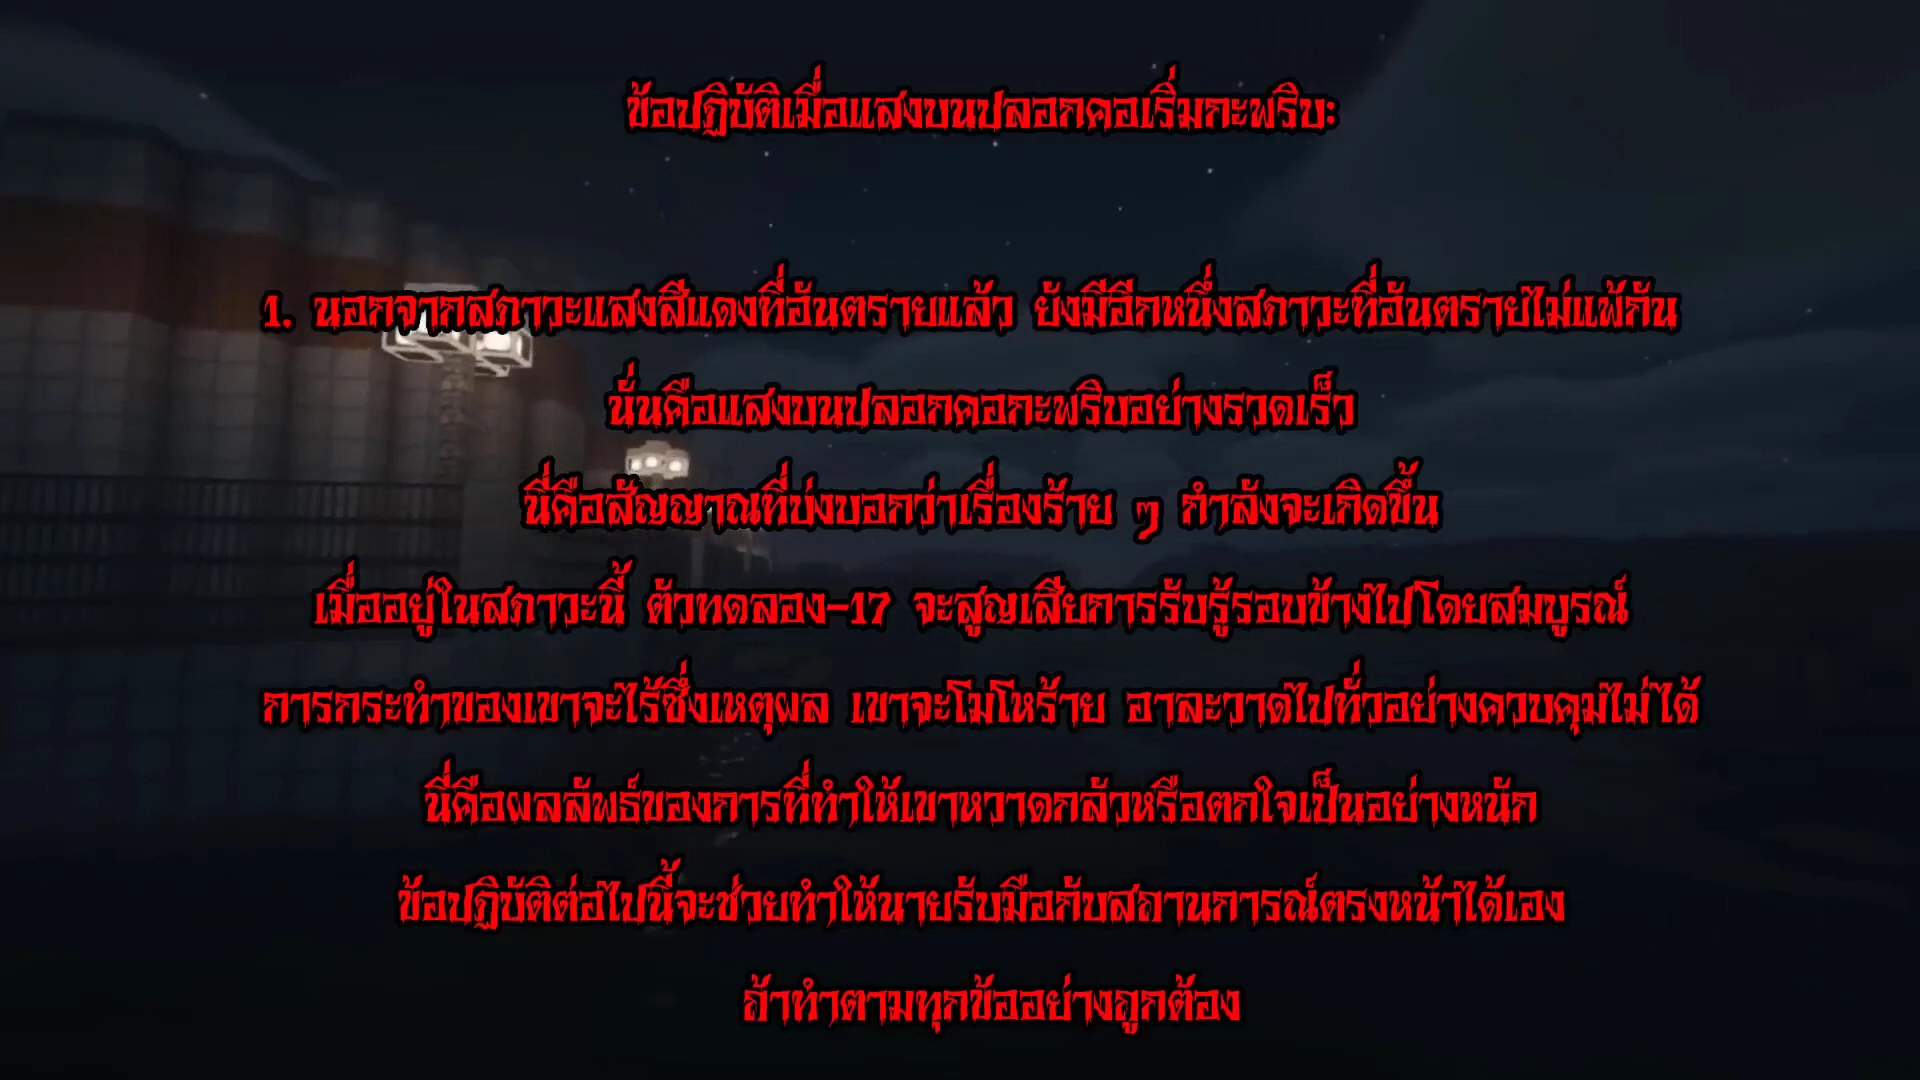 ข้อปฏิบัติเมื่อแสงบนปลอกคอเริ่มกะพริบ:
1. นอกจากสภาวะแสงสีแดงที่อันตรายแล้ว ยังมีอีกหนึ่งสภาวะที่อันตรายไม่แพ้กัน
นั่นคือแสงบนปลอกคอกะพริบอย่างรวดเร็ว
นี่คือสัญญาณที่บ่งบอกว่าเรื่องร้าย ๆ กำลังจะเกิดขึ้น
เมื่ออยู่ในสภาวะนี้ ตัวทดลอง-17 จะสูญเสียการรับรู้รอบข้างไปโดยสมบูรณ์
การกระทำของเขาจะไร้ซึ่งเหตุผล เขาจะโมโหร้าย อาละวาดไปทั่วอย่างควบคุมไม่ได้
นี่คือผลลัพธ์ของการที่ทำให้เขาหวาดกลัวหรือตกใจเป็นอย่างหนัก
ข้อปฏิบัติต่อไปนี้จะช่วยทำให้นายรับมือกับสถานการณ์ตรงหน้าได้เอง
ถ้าทำตามทุกข้ออย่างถูกต้อง